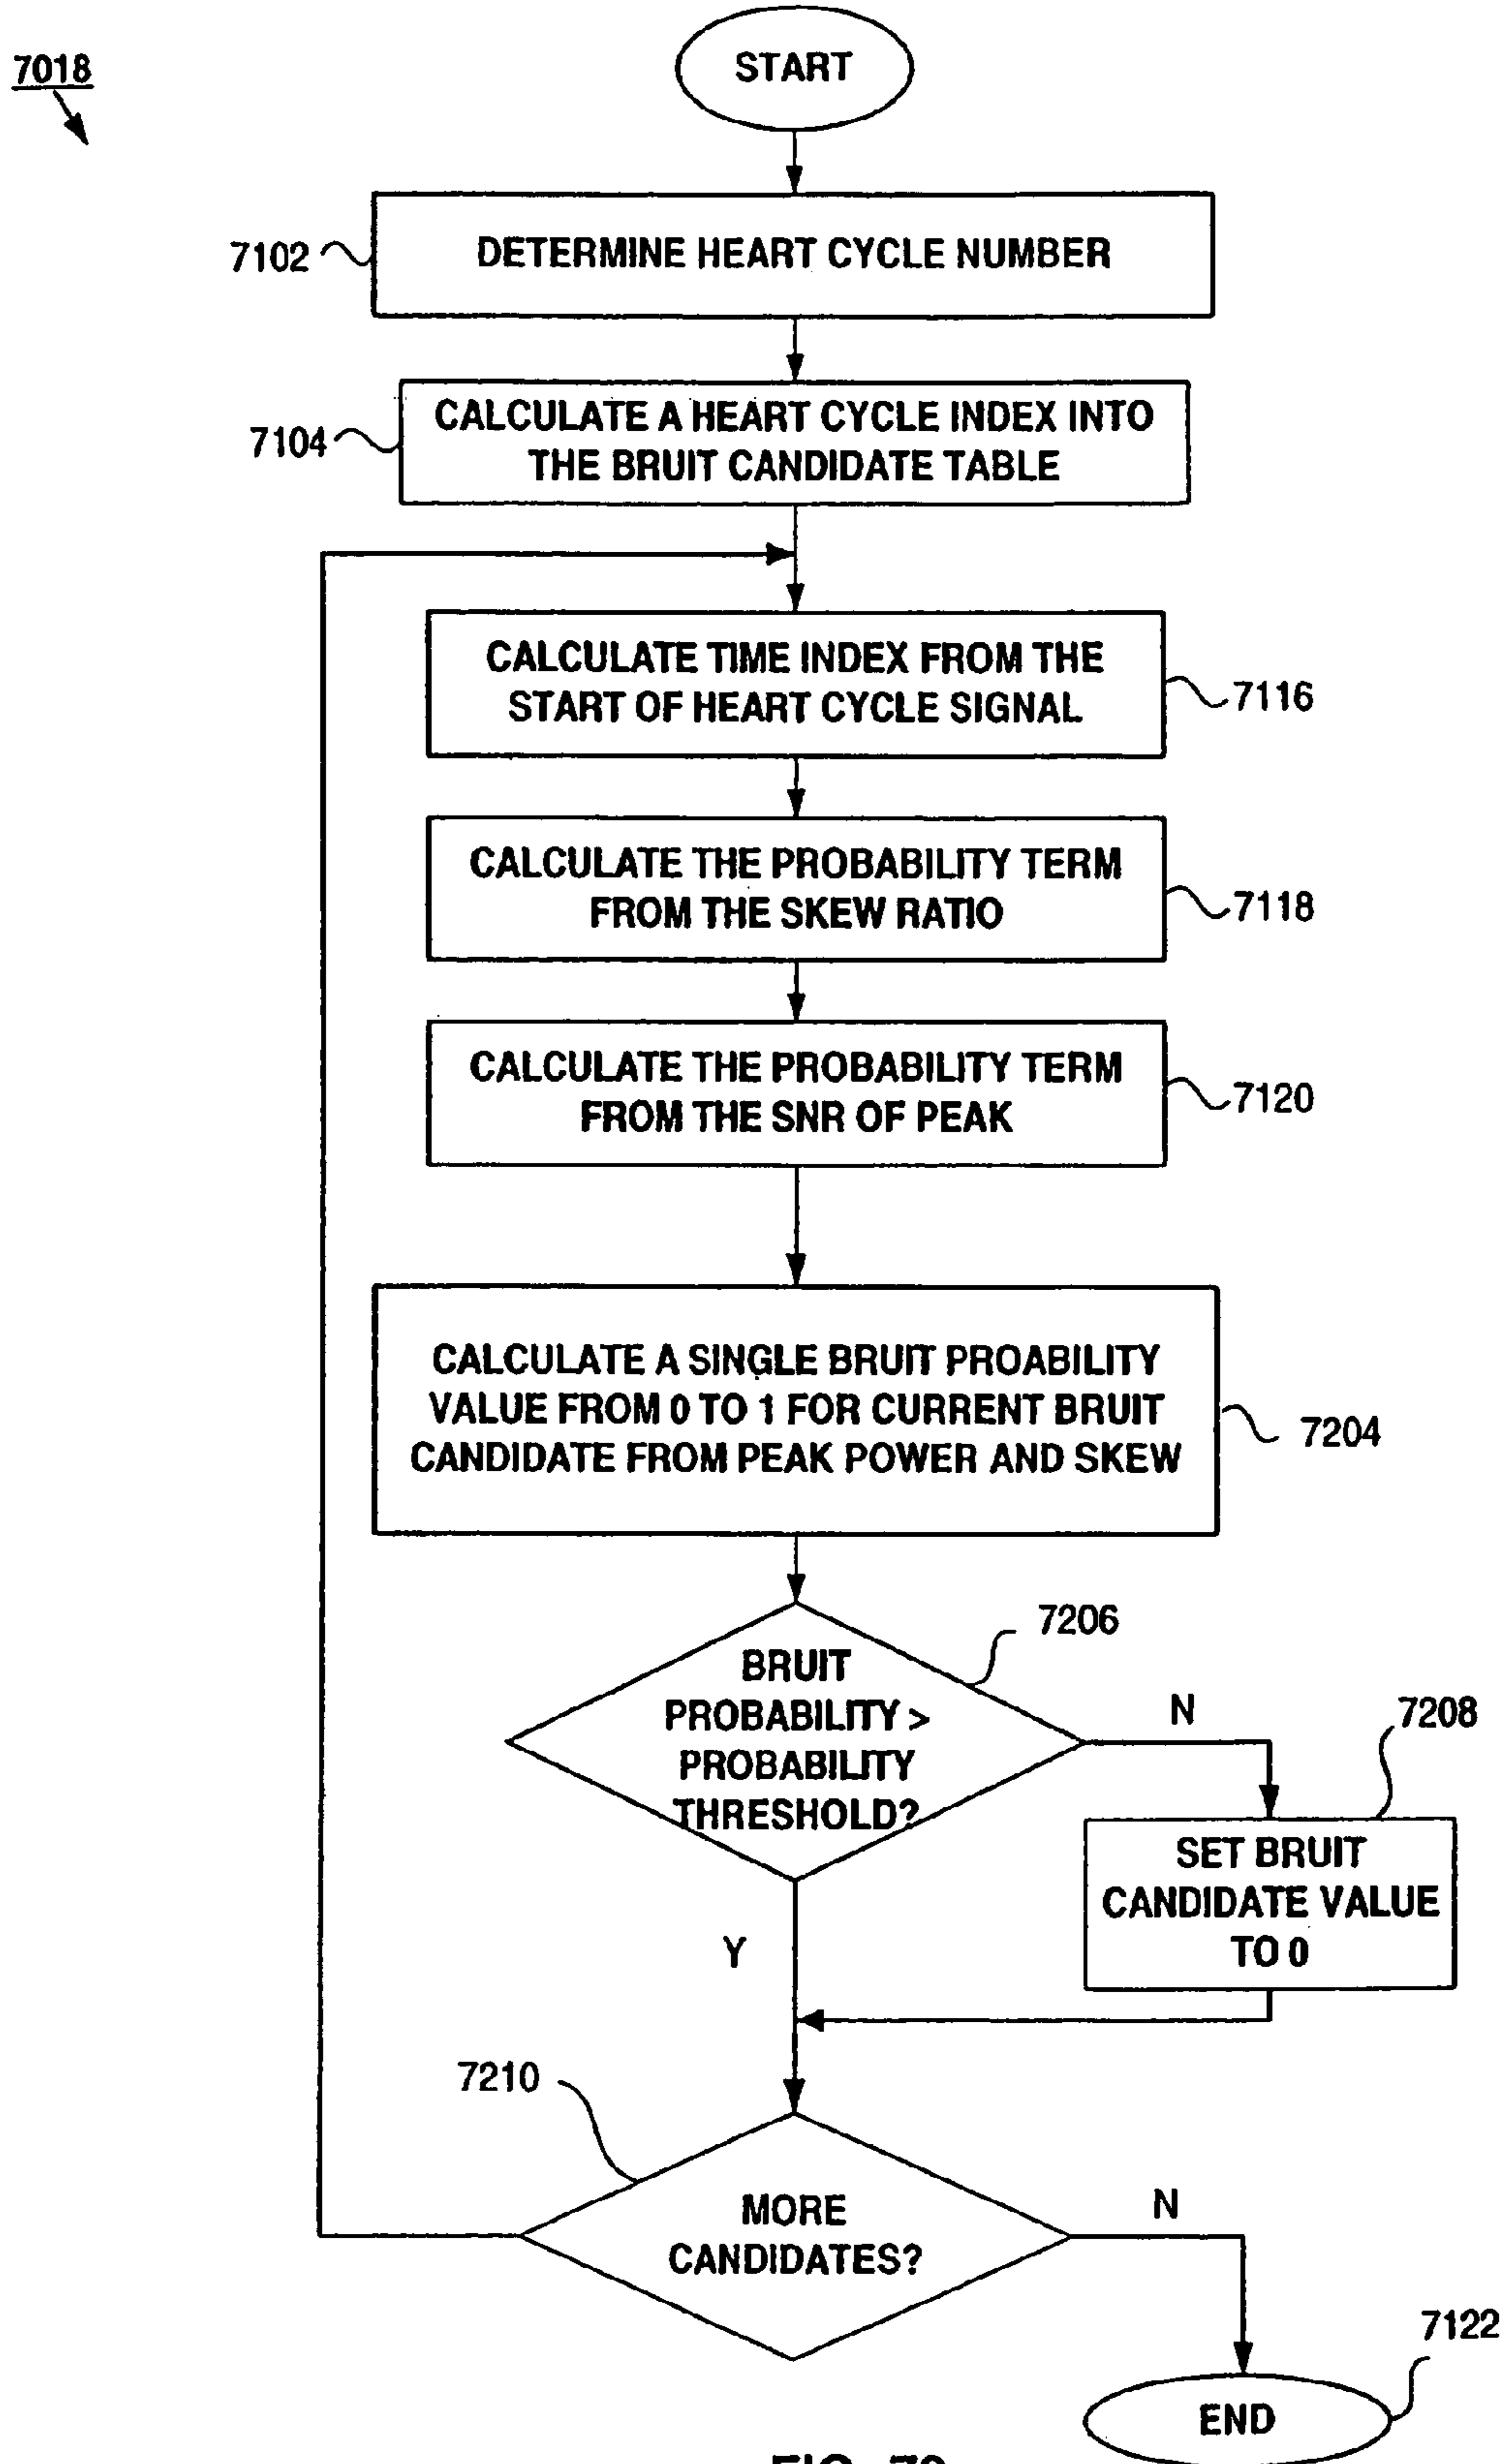 7018
START
7102
DETERMINE HEART CYCLE NUMBER
7104
CALCULATE A HEART CYCLE INDEX INTO
THE BRUIT CANDIDATE TABLE
CALCULATE TIME INDEX FROM THE
START OF HEART CYCLE SIGNAL
7116
CALCULATE THE PROBABILITY TERM
FROM THE SKEW RATIO
7118
CALCULATE THE PROBABILITY TERM
FROM THE SNR OF PEAK
7120
CALCULATE A SINGLE BRUIT PROABILITY
VALUE FROM 0 TO 1 FOR CURRENT BRUIT
CANDIDATE FROM PEAK POWER AND SKEW
7204
7206
BRUIT
PROBABILITY >
PROBABILITY
THRESHOLD?
N
7208
SET BRUIT
CANDIDATE VALUE
TO 0
Y
7210
MORE
CANDIDATES?
N
7122
END